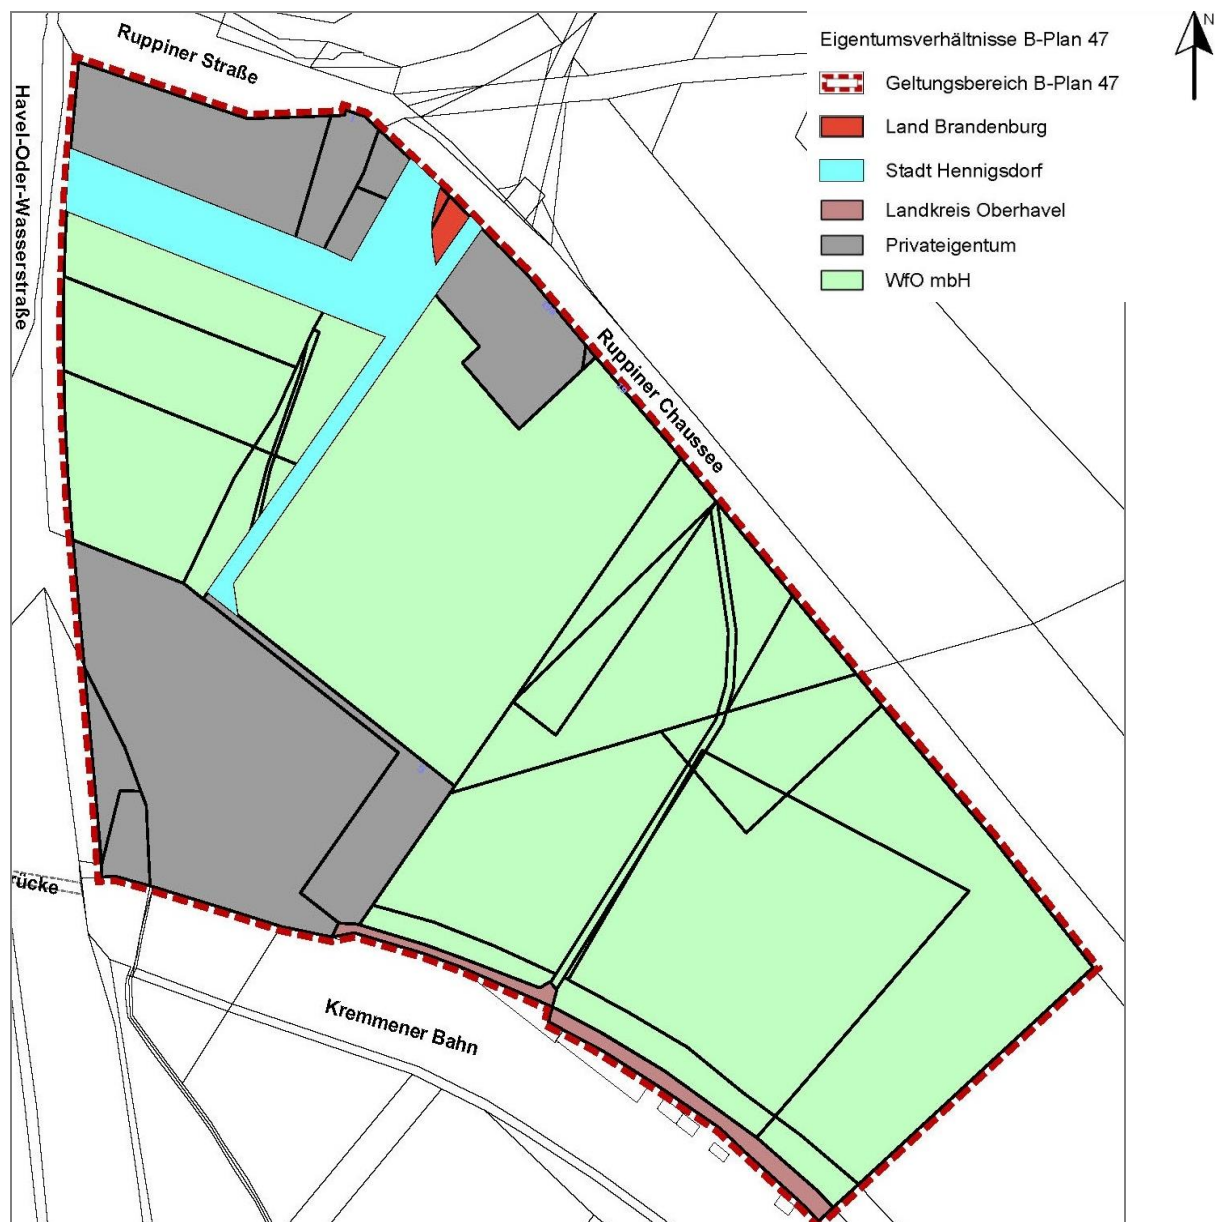 Ruppiner Straße
Havel-Oder-Wasserstraße
Eigentumsverhältnisse B-Plan 47
Geltungsbereich B-Plan 47
Land Brandenburg
Stadt Hennigsdorf
Landkreis Oberhavel
Privateigentum
WfO mbH
N
Ruppiner Chaussee
rücke
Kremmener Bahn